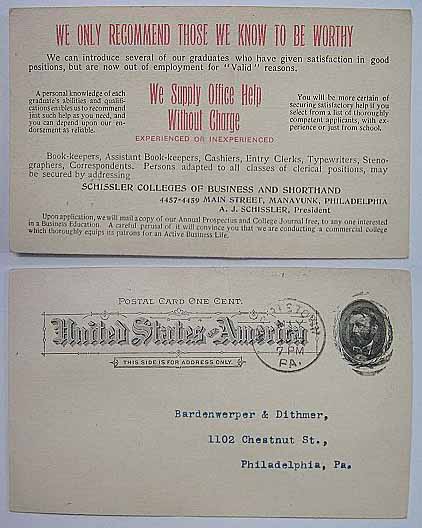 WE ONLY RECOMMEND THOSE WE KNOW TO BE WORTHY
We can introduce several of our graduates who have given satisfaction in good
positions, but are now out of employment for "Valid" reasons.
A personal knowledge of each
graduate's abilities and qualifi-
cations enables us to recommend
just such help as you need, and
you can depend upon our en-
dorsement as reliable.
We Supply Office Help
Without Charge
EXPERIENCED OR INEXPERIENCED
You will be more certain of
securing satisfactory help if you
select from a list of thoroughly
competent applicants, with ex-
perience or just from school.
Book-keepers, Assistant Book-keepers, Cashiers, Entry Clerks, Typewriters, Steno-
graphers, Correspondents. Persons adapted to all classes of clerical positions, may
be secured by addressing
SCHISSLER COLLEGES OF BUSINESS AND SHORTHAND
4457-4459 MAIN STREET, MANAYUNK, PHILADELPHIA
A. J. SCHISSLER, President
Upon application, we will mail a copy of our Annual Prospectus and College Journal free, to any one interested
in a Business Education. A careful perusal of it will convince you that we are conducting a commercial college
which thoroughly equips its patrons for an Active Business Life.
POSTAL CARD ONE CENT.
United States of America
THIS SIDE IS FOR ADDRESS ONLY.
7 PM
PA.
Bardenwerper & Dithmer,
1102 Chestnut St.,
Philadelphia, Pa.